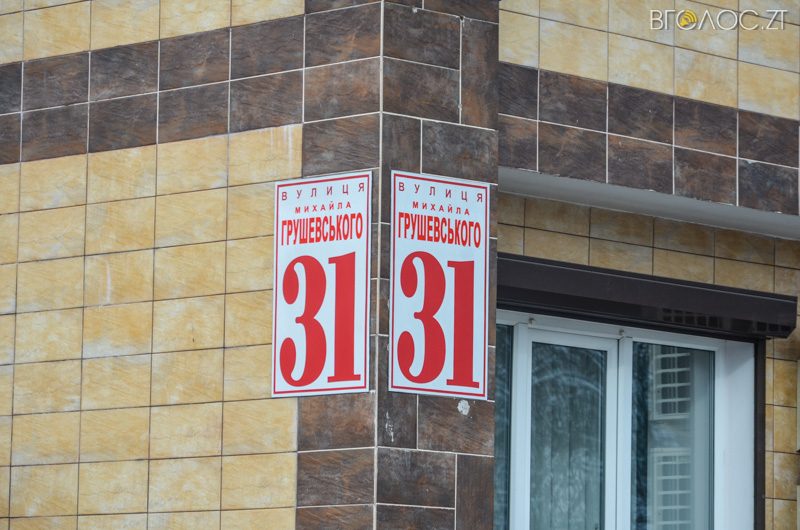 ВГОЛОС.ZT
ВУЛИЦЯ
МИХАЙЛА
ГРУШЕВСЬКОГО
31
ВУЛИЦЯ
МИХАЙЛА
ГРУШЕВСЬКОГО
31